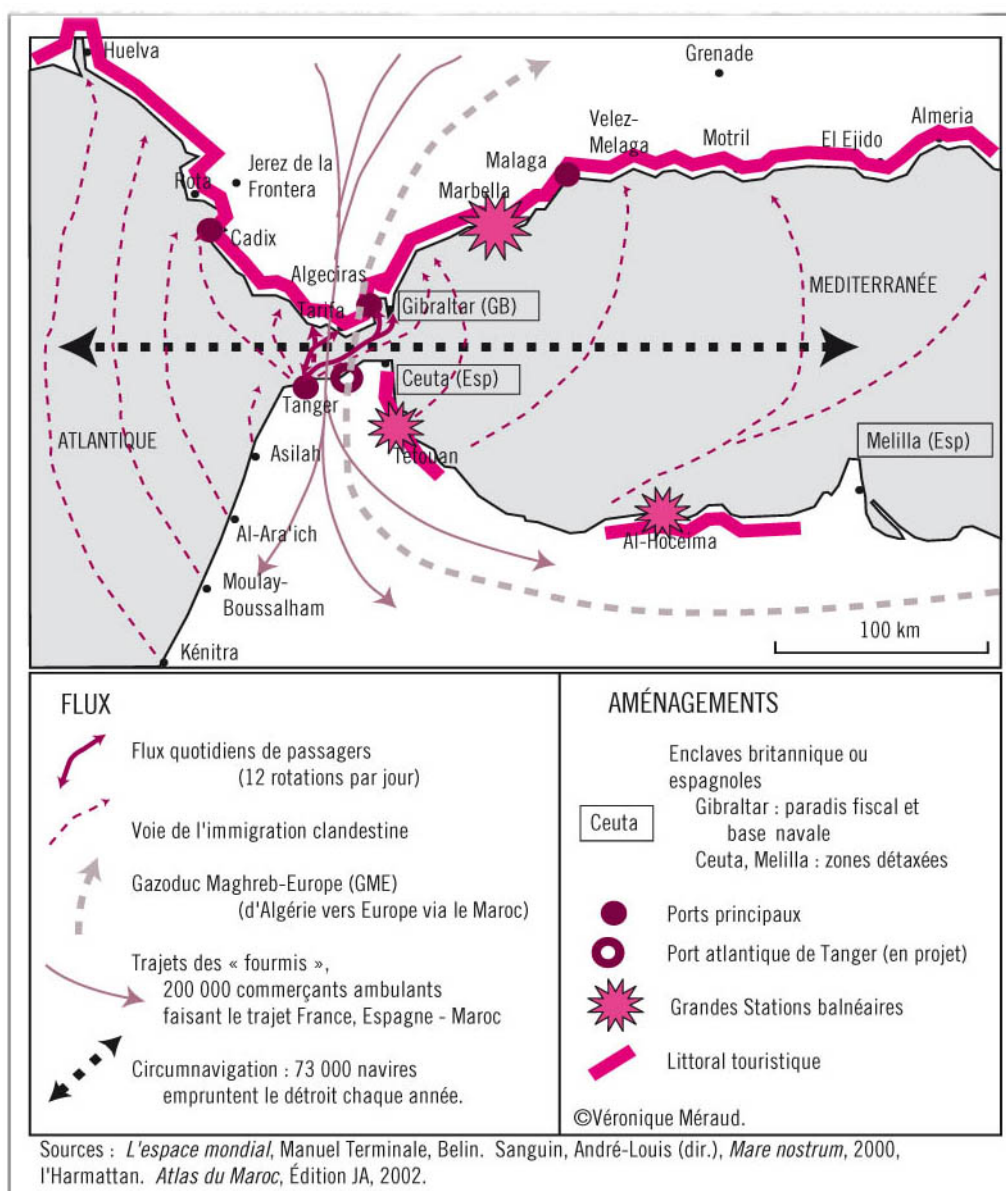 Huelva
Grenade
Velez-
Melaga
Motril
El Ejido
Almeria
Malaga
Jerez de la
Frontera
Rota
Marbella
Cadix
Algeciras
Tarifa
Gibraltar (GB)
MEDITERRANÉE
Ceuta (Esp)
Tanger
ATLANTIQUE
Asilah
Tetouan
Melilla (Esp)
Al-Ara'ich
Al-Hoceima
Moulay-
Boussalham
Kénitra
100 km
FLUX
Flux quotidiens de passagers
(12 rotations par jour)
Voie de l'immigration clandestine
Gazoduc Maghreb-Europe (GME)
(d'Algérie vers Europe via le Maroc)
Trajets des « fourmis »,
200 000 commerçants ambulants
faisant le trajet France, Espagne - Maroc
Circumnavigation : 73 000 navires
empruntent le détroit chaque année.
AMÉNAGEMENTS
Enclaves britannique ou
espagnoles
Gibraltar : paradis fiscal et
base navale
Ceuta
Ceuta, Melilla : zones détaxées
Ports principaux
Port atlantique de Tanger (en projet)
Grandes Stations balnéaires
Littoral touristique
©Véronique Méraud.
Sources : L'espace mondial, Manuel Terminale, Belin. Sanguin, André-Louis (dir.), Mare nostrum, 2000,
l'Harmattan. Atlas du Maroc, Édition JA, 2002.